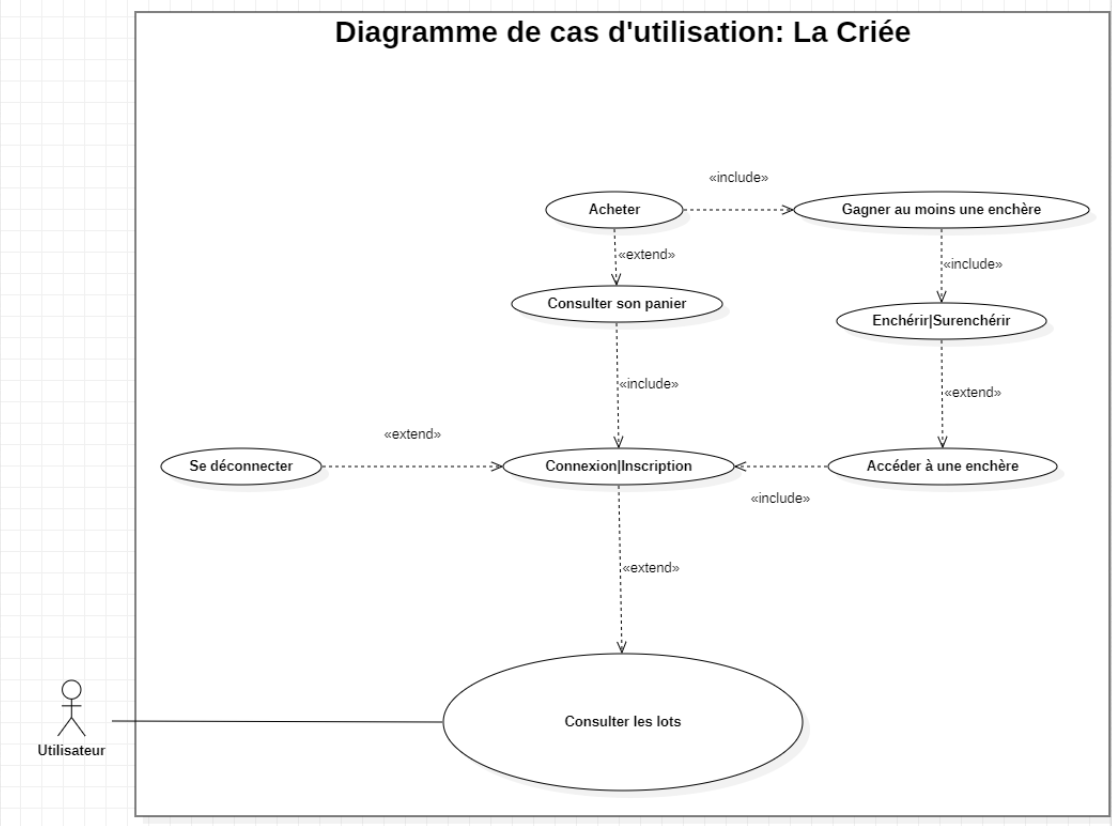 Diagramme de cas d'utilisation: La Criée
«include»
Acheter
Gagner au moins une enchère
«extend»
«include»
Consulter son panier
Enchérir|Surenchérir
«include»
«extend»
«extend»
Se déconnecter
Connexion|Inscription
Accéder à une enchère
«include»
«extend»
Consulter les lots
Utilisateur